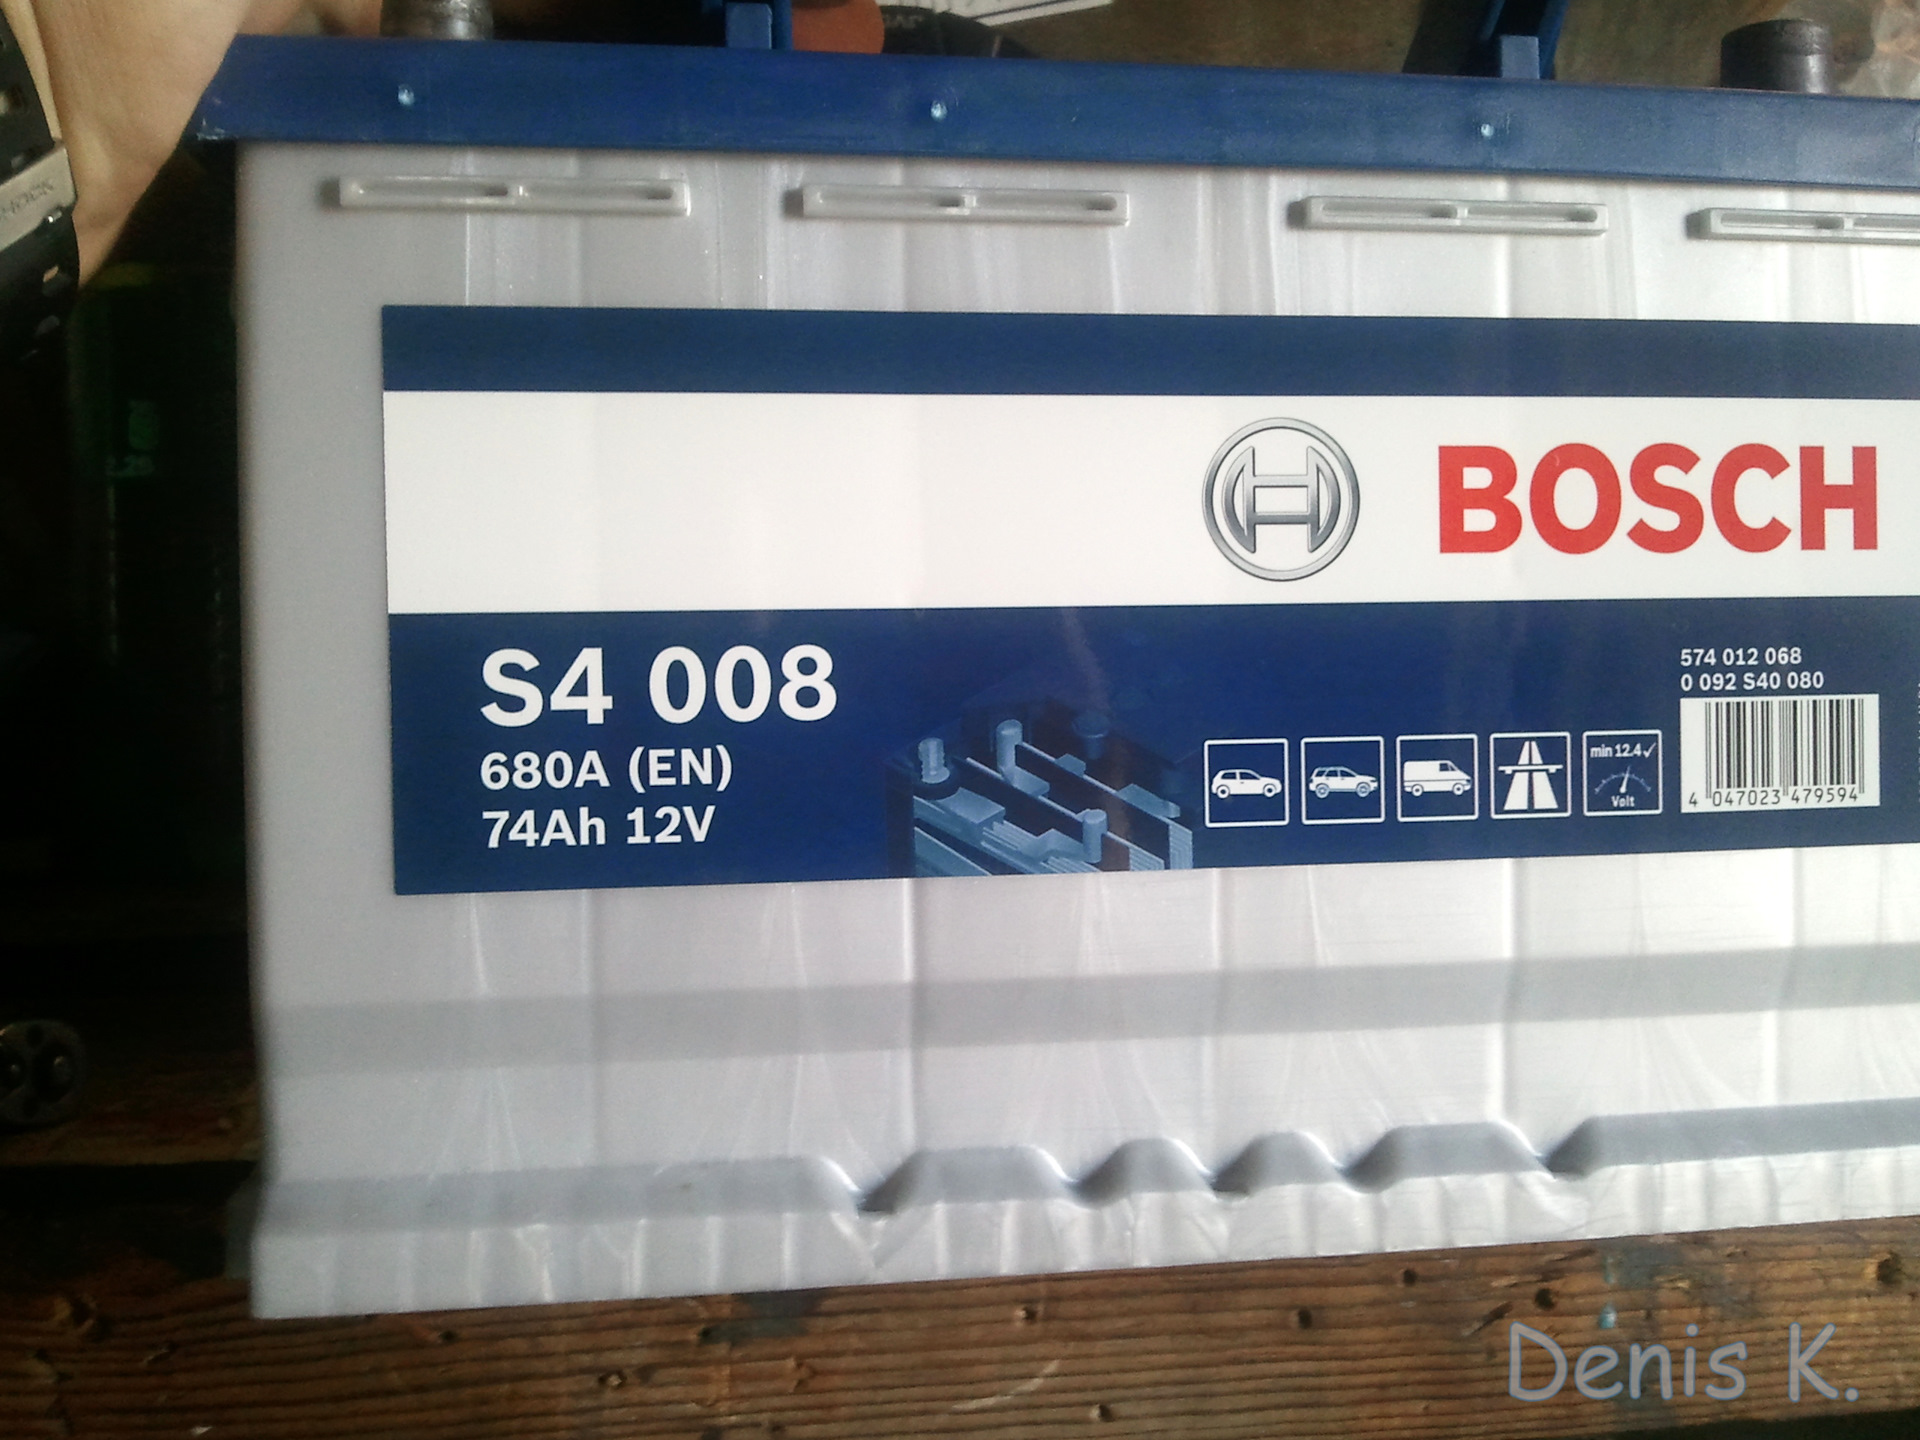 BOSCH
S4 008
680A (EN)
74Ah 12V
574 012 068
0 092 S40 080
min 12.4✓
Volt
4 047023 479594
Denis K.